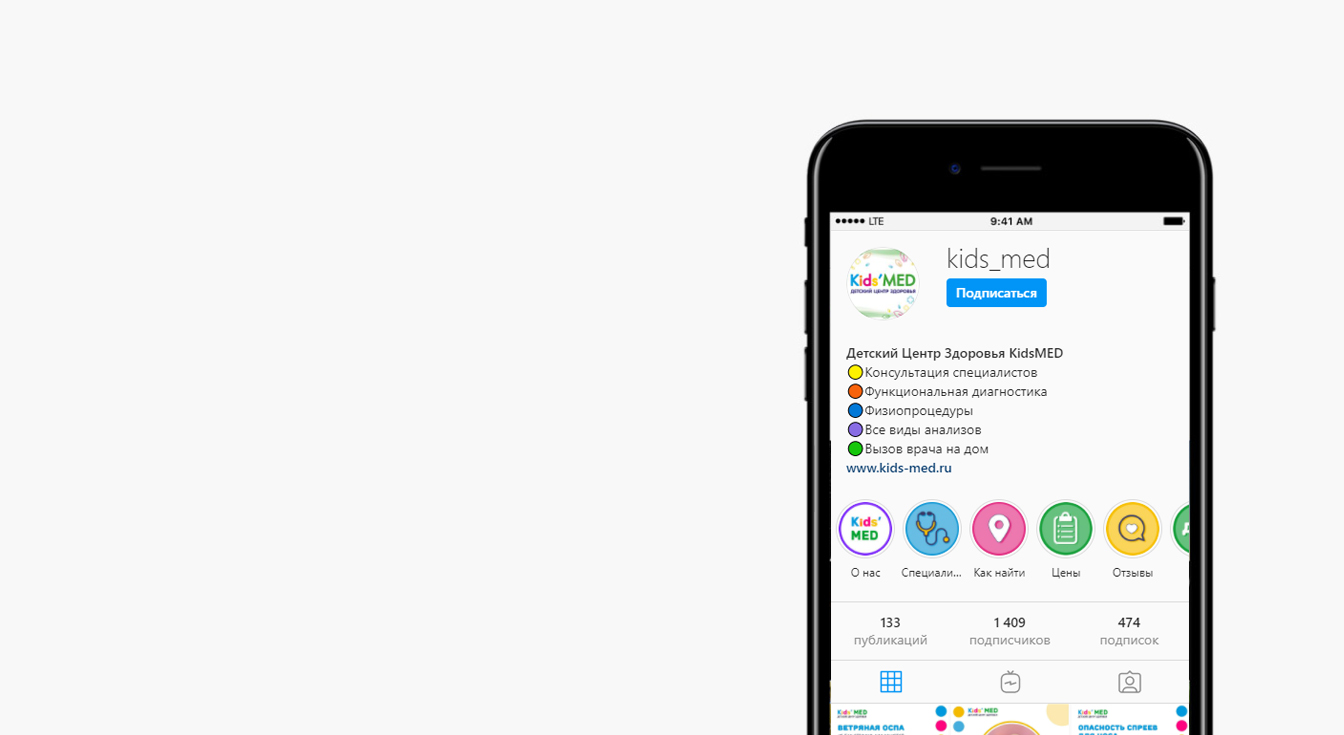 LTE
9:41 AM
Kids'MED
ДЕТСКИЙ ЦЕНТР ЗДОРОВЬЯ
kids_med
Подписаться
Детский Центр Здоровья KidsMED
Консультация специалистов
Функциональная диагностика
Физиопроцедуры
Все виды анализов
Вызов врача на дом
www.kids-med.ru
Kids'
MED
О нас
Специали...
Как найти
Цены
Отзывы
133
публикаций
1 409
подписчиков
474
подписок
Kids'MED
ВЕТРЯНАЯ ОСПА
Kids'MED
Kids'MED
ОПАСНОСТЬ СПРЕЕВ